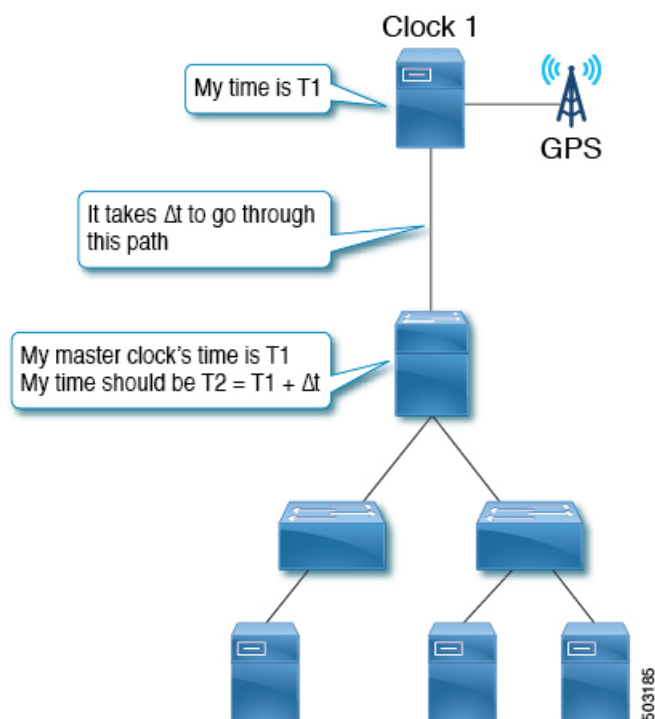 Clock 1
My time is T1
GPS
It takes Δt to go through
this path
My master clock's time is T1
My time should be T2 = T1 + Δt
503185